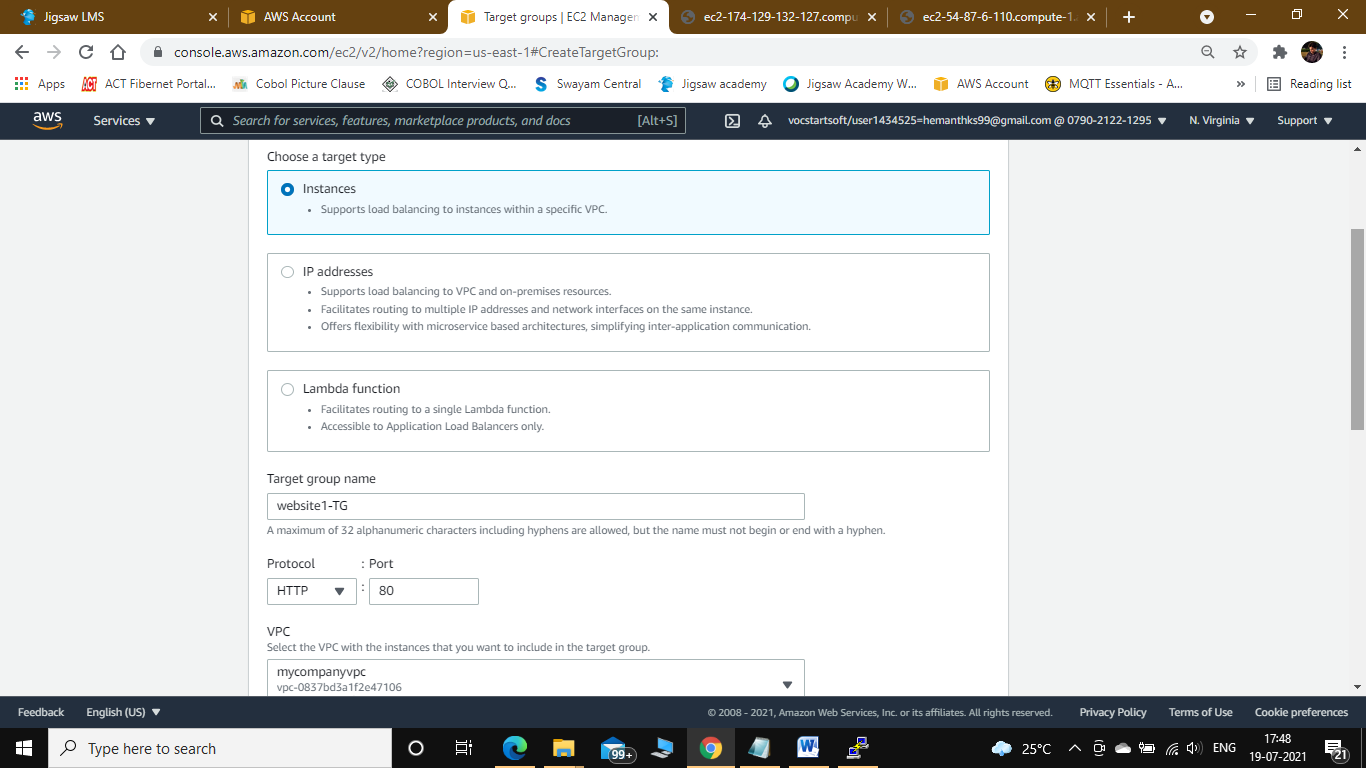 Jigsaw LMS
AWS Account
Target groups | EC2 Managem
ec2-174-129-132-127.compu
ec2-54-87-6-110.compute-1.
console.aws.amazon.com/ec2/v2/home?region=us-east-1#CreateTargetGroup:
Apps
ACT ACT Fibernet Portal...
Cobol Picture Clause
COBOL Interview Q...
Swayam Central
Jigsaw academy
Jigsaw Academy W...
AWS Account
MQTT Essentials - A...
»
Reading list
aws
Services
Search for services, features, marketplace products, and docs [Alt+S]
vocstartsoft/user1434525=hemanthks99@gmail.com @ 0790-2122-1295
N. Virginia
Support
Choose a target type
Instances
• Supports load balancing to instances within a specific VPC.
IP addresses
• Supports load balancing to VPC and on-premises resources.
• Facilitates routing to multiple IP addresses and network interfaces on the same instance.
• Offers flexibility with microservice based architectures, simplifying inter-application communication.
Lambda function
• Facilitates routing to a single Lambda function.
• Accessible to Application Load Balancers only.
Target group name
website1-TG
A maximum of 32 alphanumeric characters including hyphens are allowed, but the name must not begin or end with a hyphen.
Protocol : Port
HTTP : 80
VPC
Select the VPC with the instances that you want to include in the target group.
mycompanyvpc
vpc-0837bd3a1f2e47106
Feedback
English (US)
© 2008 - 2021, Amazon Web Services, Inc. or its affiliates. All rights reserved.
Privacy Policy
Terms of Use
Cookie preferences
Type here to search
99+
25°C
ENG
17:48
19-07-2021
21